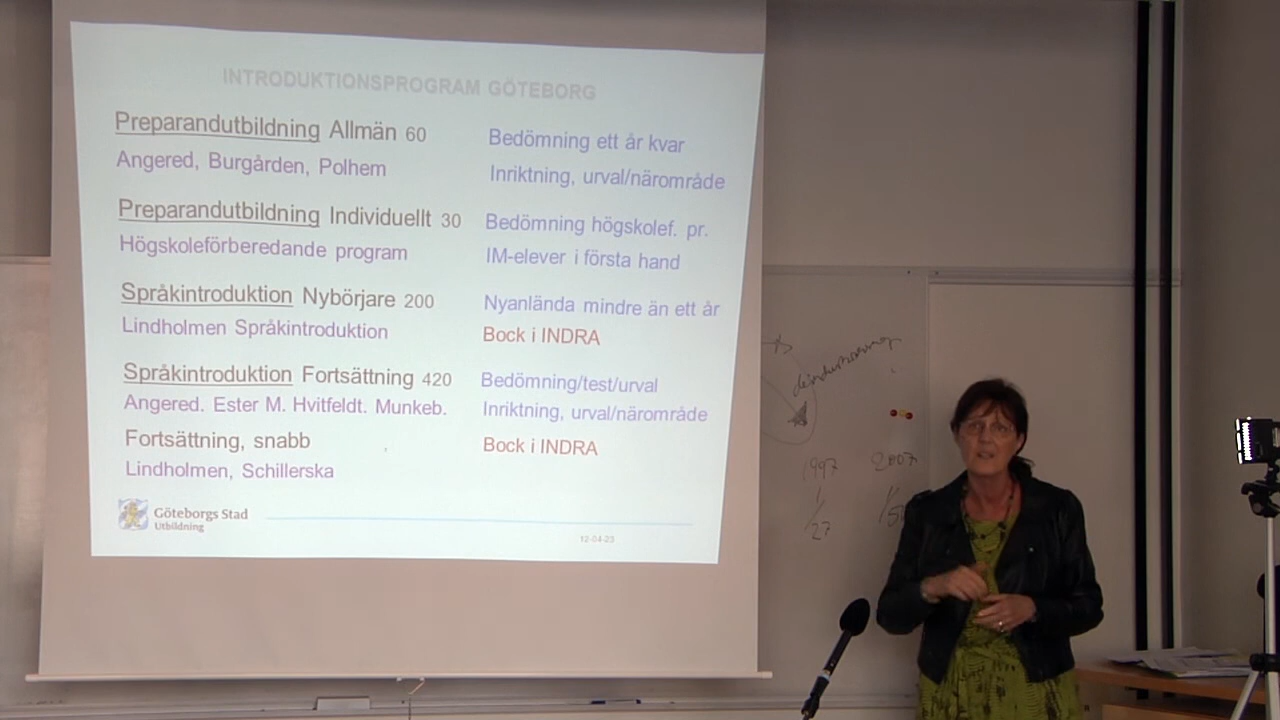 INTRODUKTIONSPROGRAM GÖTEBORG
Preparandutbildning Allmän 60
Bedömning ett år kvar
Angered, Burgården, Polhem
Inriktning, urval/närområde
Preparandutbildning Individuellt 30
Bedömning högskolef. pr.
Högskoleförberedande program
IM-elever i första hand
Språkintroduktion Nybörjare 200
Nyanlända mindre än ett år
Lindholmen Språkintroduktion
Bock i INDRA
Språkintroduktion Fortsättning 420
Bedömning/test/urval
Angered. Ester M. Hvitfeldt. Munkeb.
Inriktning, urval/närområde
Fortsättning, snabb
Bock i INDRA
Lindholmen, Schillerska
Göteborgs Stad
Utbildning
12-04-23
1997 2007
27